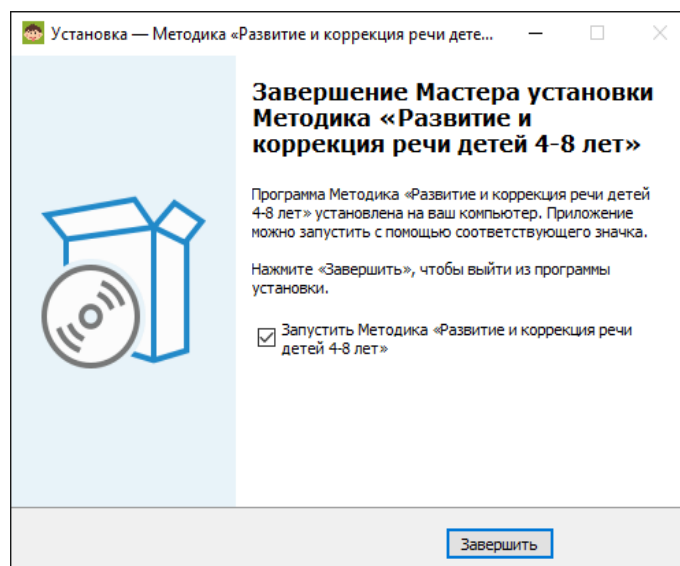 Установка — Методика «Развитие и коррекция речи дете...
Завершение Мастера установки
Методика «Развитие и
коррекция речи детей 4-8 лет»
Программа Методика «Развитие и коррекция речи детей
4-8 лет» установлена на ваш компьютер. Приложение
можно запустить с помощью соответствующего значка.
Нажмите «Завершить», чтобы выйти из программы
установки.
Запустить Методика «Развитие и коррекция речи
детей 4-8 лет»
Завершить